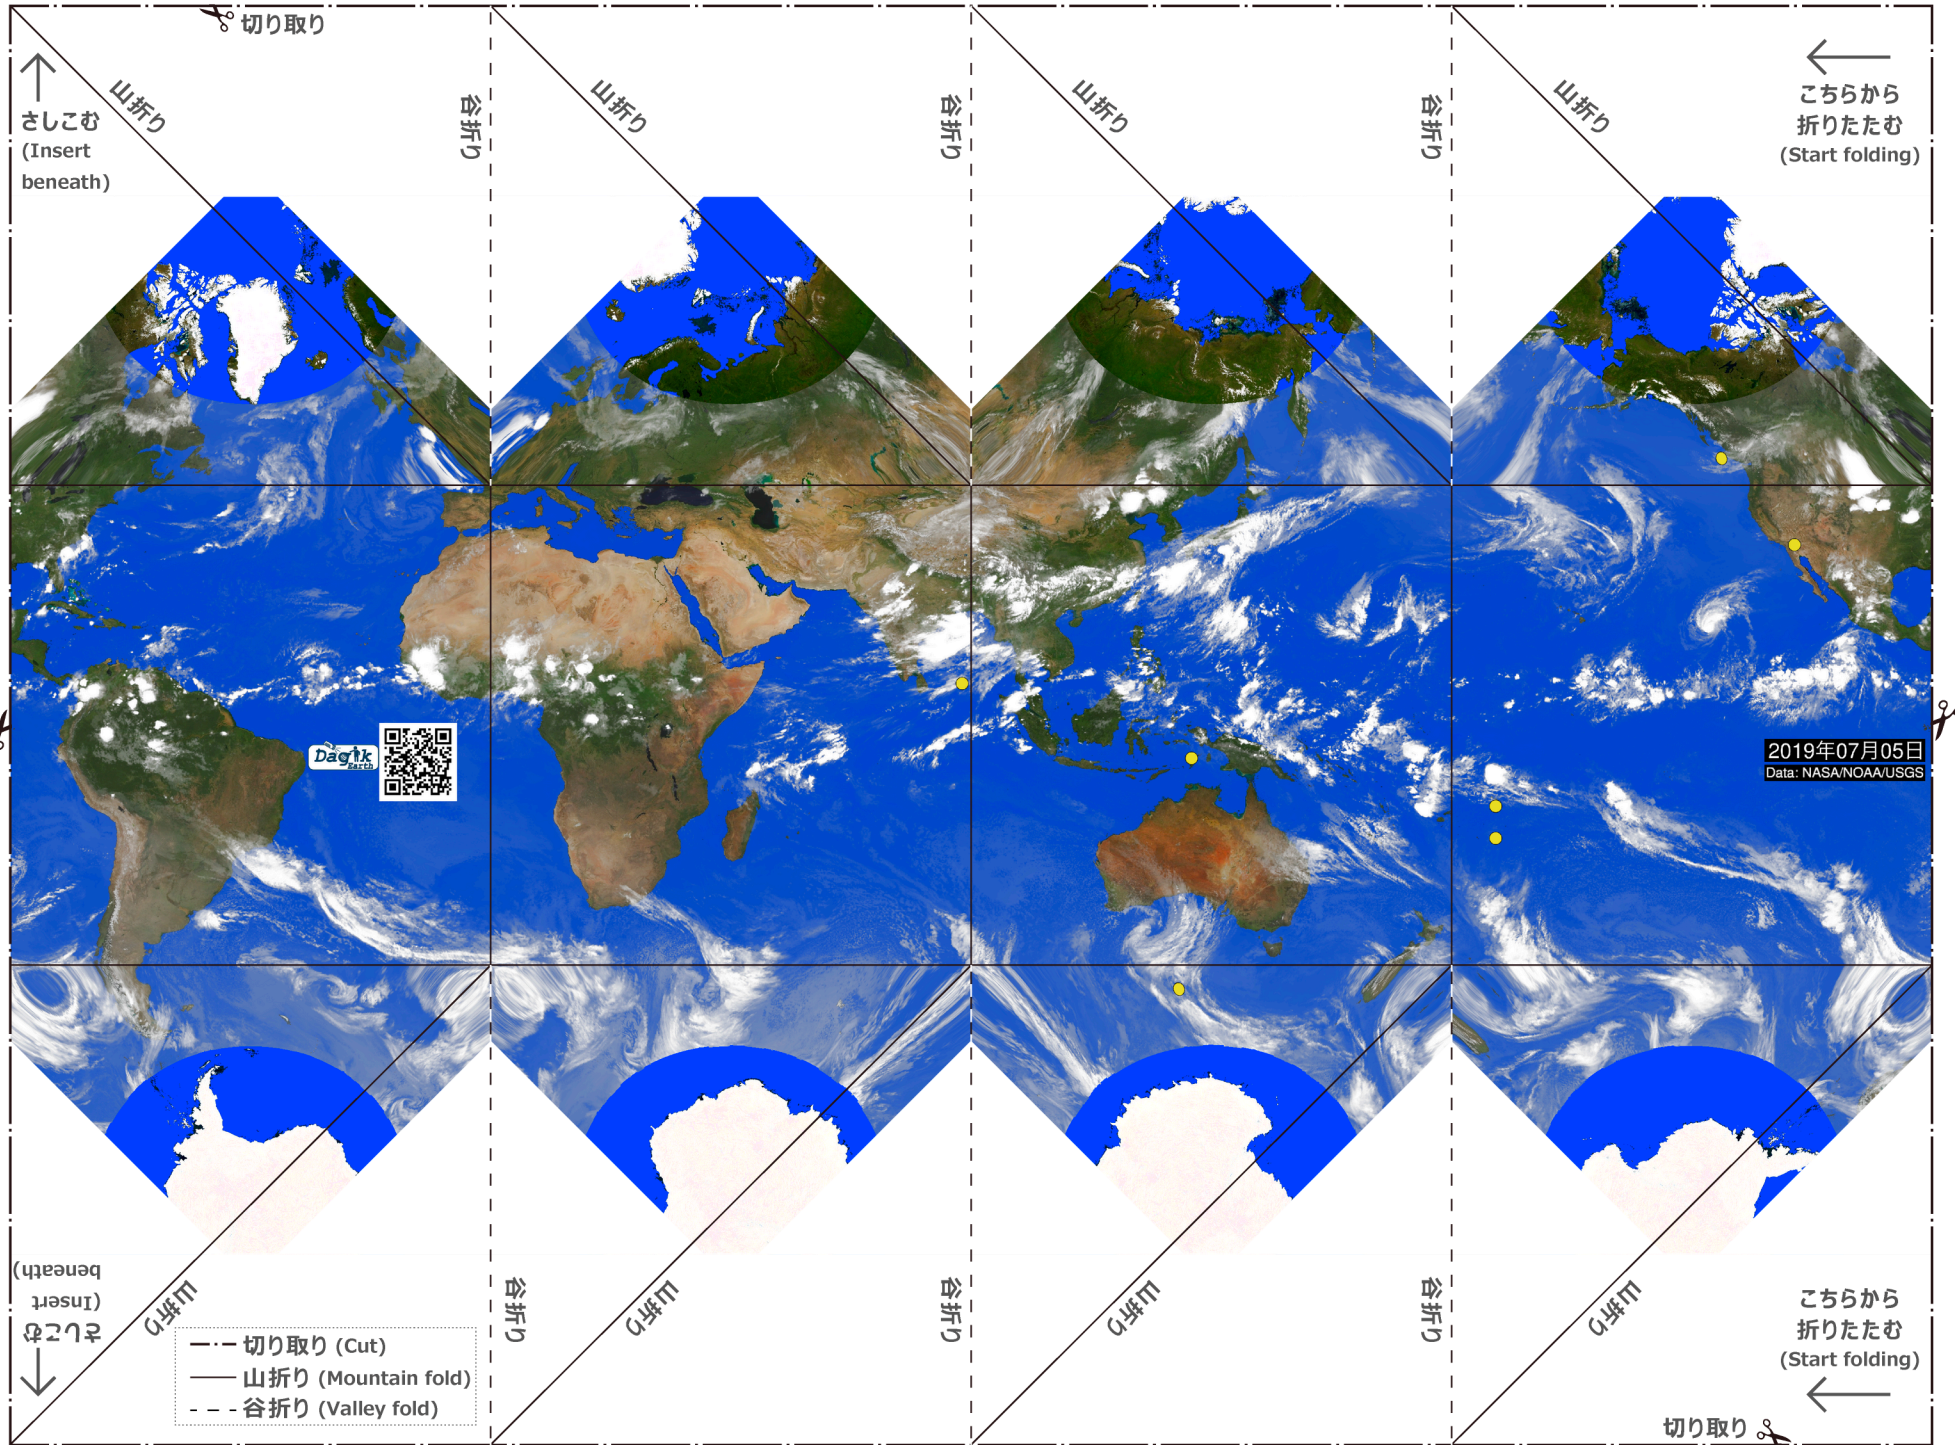 切り取り
さしこむ
(Insert
beneath)
山折り
谷折り
山折り
谷折り
山折り
谷折り
山折り
こちらから
折りたたむ
(Start folding)
Dagik
Earth
2019年07月05日
Data: NASA/NOAA/USGS
さしこむ
(Insert
beneath)
山折り
谷折り
山折り
谷折り
山折り
谷折り
山折り
こちらから
折りたたむ
(Start folding)
切り取り (Cut)
山折り (Mountain fold)
谷折り (Valley fold)
切り取り